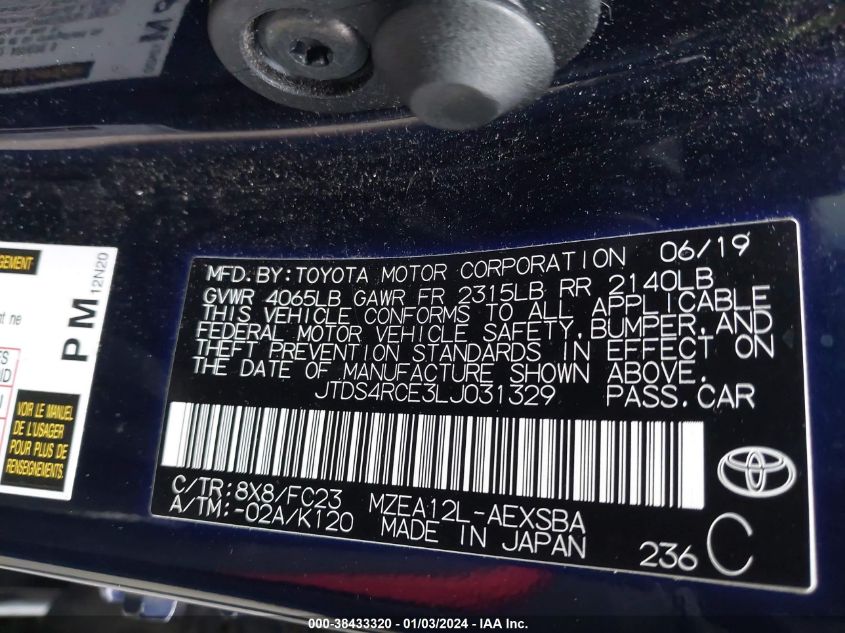 MFD. BY: TOYOTA MOTOR CORPORATION 06/19
GVWR 4065LB GAWR FR 2315LB RR 2140LB
THIS VEHICLE CONFORMS TO ALL APPLICABLE
FEDERAL MOTOR VEHICLE SAFETY, BUMPER, AND
THEFT PREVENTION STANDARDS IN EFFECT ON
THE DATE OF MANUFACTURE SHOWN ABOVE.
JTDS4RCE3LJ031329 PASS. CAR
C/TR: 8X8/FC23 MZEA12L-AEXSBA
A/TM: -02A/K120 MADE IN JAPAN
236 C
PM
12N20
VOIR LE MANUEL
DE L'USAGER
POUR PLUS DE
RENSEIGNEMENTS.
000-38433320 - 01/03/2024 - IAA Inc.